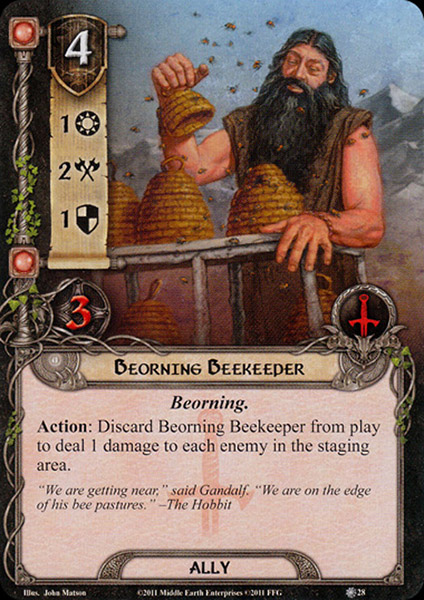 4
1
2
1
3
Beorning Beekeeper
Beorning.
Action: Discard Beorning Beekeeper from play
to deal 1 damage to each enemy in the staging
area.
“We are getting near,” said Gandalf. “We are on the edge
of his bee pastures.” –The Hobbit
ALLY
Illus. John Matson ©2011 Middle Earth Enterprises ©2011 FFG 28